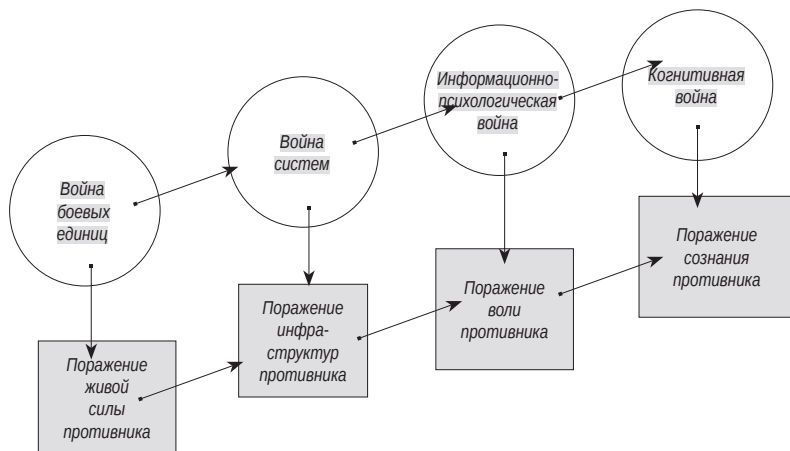 Война
боевых
единиц
Война
систем
Информационно-
психологическая
война
Когнитивная
война
Поражение
живой
силы
противника
Поражение
инфра-
структур
противника
Поражение
воли
противника
Поражение
сознания
противника